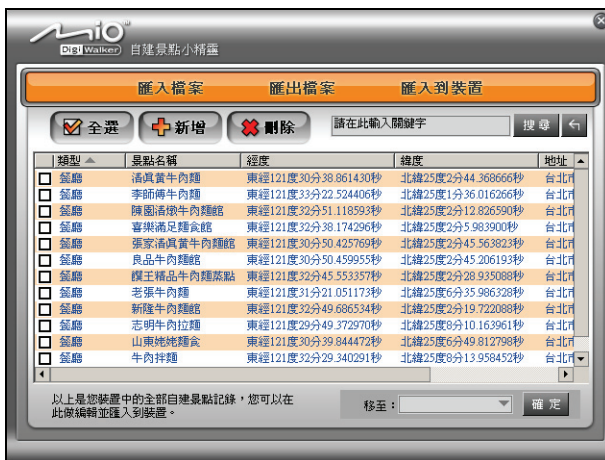 Mio
DigiWalker 自建景點小精靈
匯入檔案 匯出檔案 匯入到裝置
全選 新增 刪除 請在此輸入關鍵字 搜尋
類型 景點名稱 經度 緯度 地址
餐廳 洛真黃牛肉麵 東經121度30分38.861430秒 北緯25度2分44.368666秒 台北市
餐廳 李師傅牛肉麵 東經121度33分22.524406秒 北緯25度1分36.016266秒 台北市
餐廳 陳園清燉牛肉麵館 東經121度32分51.118593秒 北緯25度2分12.826590秒 台北市
餐廳 喜樂滿足麵食館 東經121度32分38.174296秒 北緯25度2分5.983900秒 台北市
餐廳 張家清真黃牛肉麵館 東經121度30分50.425769秒 北緯25度2分45.563823秒 台北市
餐廳 良品牛肉麵館 東經121度30分50.459955秒 北緯25度2分45.206193秒 台北市
餐廳 饌王精品牛肉麵蒸點 東經121度32分45.553357秒 北緯25度2分28.935088秒 台北市
餐廳 老張牛肉麵 東經121度31分21.051173秒 北緯25度6分35.986328秒 台北市
餐廳 新隆牛肉麵館 東經121度32分49.686534秒 北緯25度2分19.722088秒 台北市
餐廳 志明牛肉拉麵 東經121度29分49.372970秒 北緯25度8分10.163961秒 台北市
餐廳 山東姥姥麵食 東經121度30分39.844472秒 北緯25度6分49.812798秒 台北市
餐廳 牛肉拌麵 東經121度32分29.340291秒 北緯25度8分13.958452秒 台北市
以上是您裝置中的全部自建景點記錄，您可以在
此做編輯並匯入到裝置。 移至： 確定